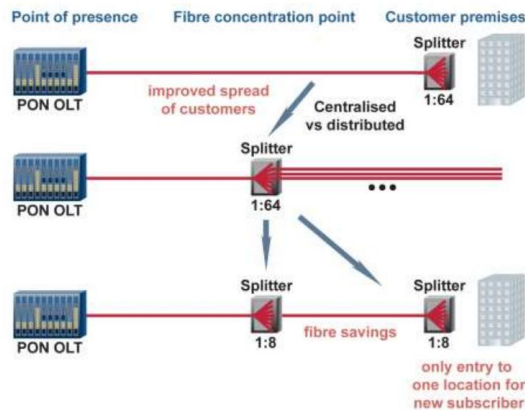 Point of presence
Fibre concentration point
Customer premises
Splitter
PON OLT
improved spread
of customers
1:64
Centralised
vs distributed
Splitter
PON OLT
1:64
Splitter
Splitter
PON OLT
1:8
fibre savings
1:8
only entry to
one location for
new subscriber